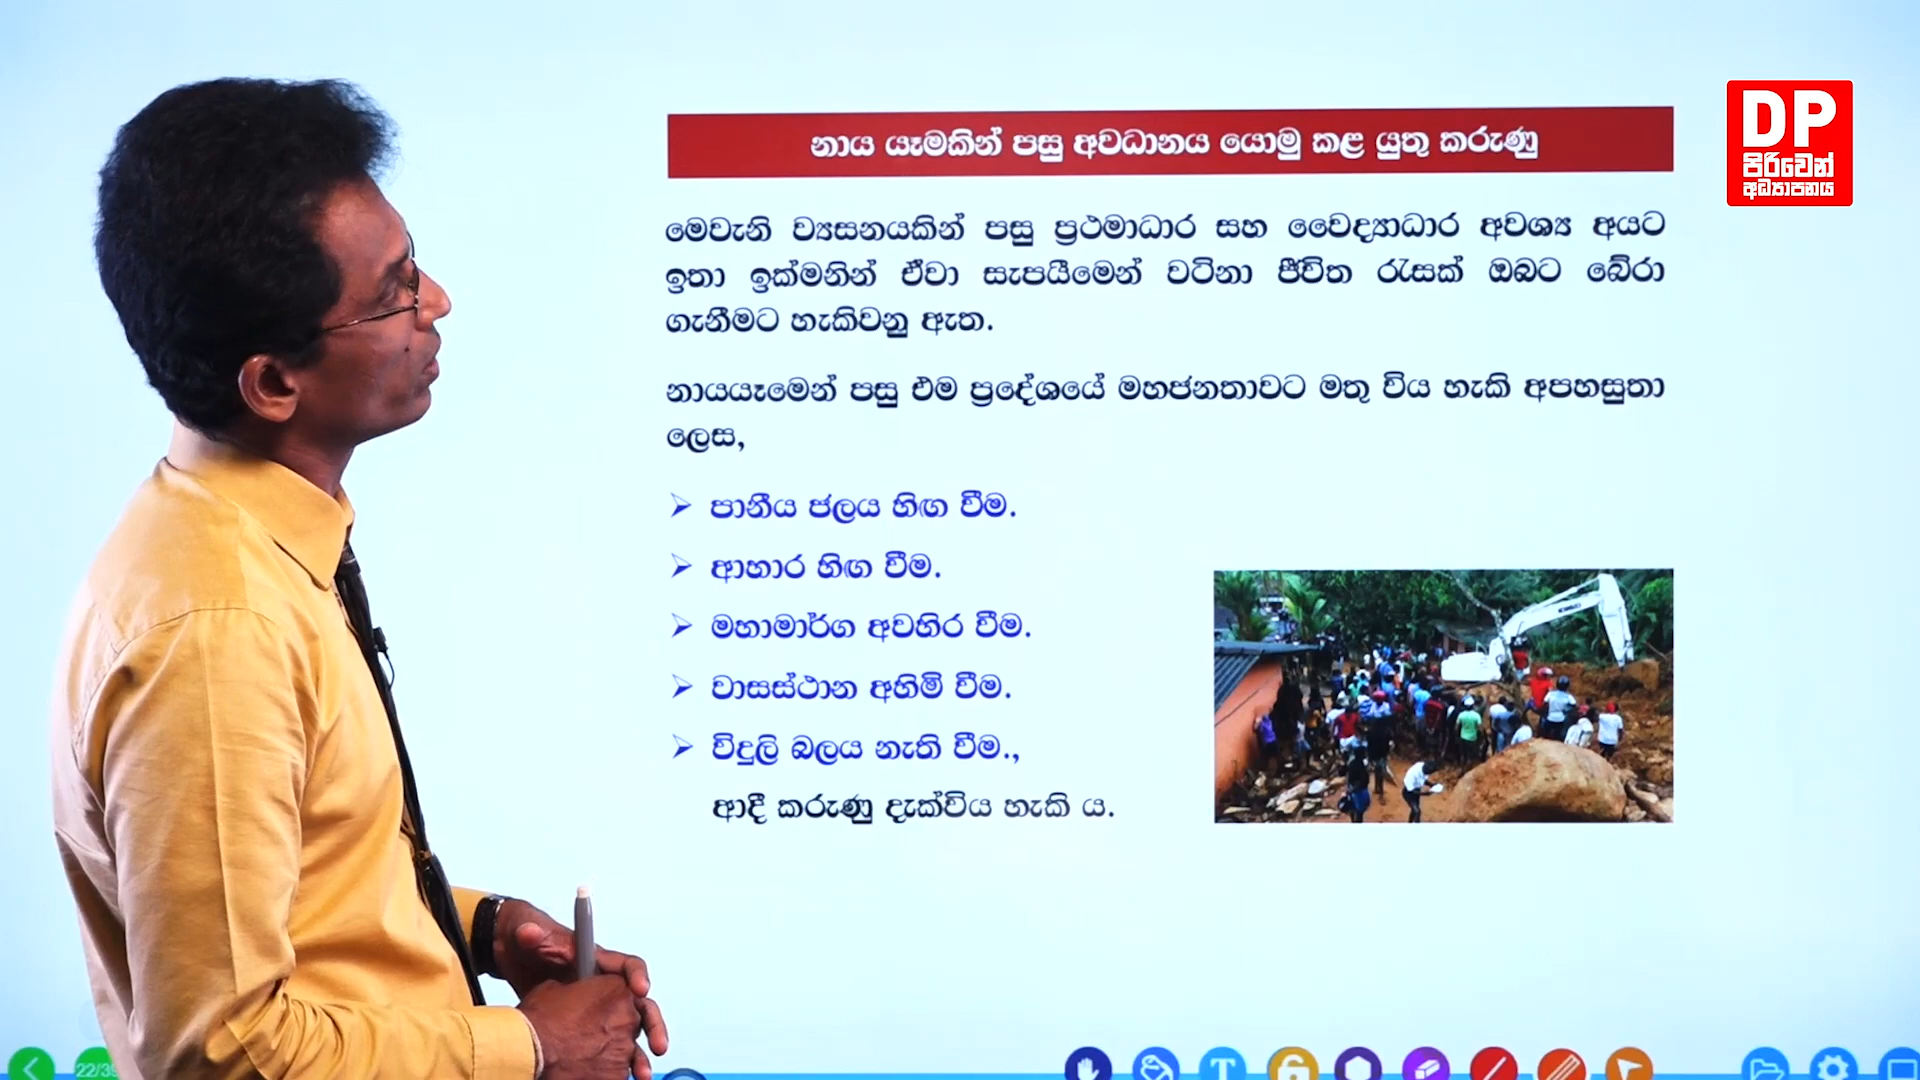 නාය යෑමකින් පසු අවධානය යොමු කළ යුතු කරුණු
DP
පිරිවෙන්
අධ්‍යාපනය
මෙවැනි ව්‍යසනයකින් පසු ප්‍රථමාධාර සහ වෛද්‍යාධාර අවශ්‍ය අයට
ඉතා ඉක්මනින් ඒවා සැපයීමෙන් වටිනා ජීවිත රැසක් ඔබට බේරා
ගැනීමට හැකිවනු ඇත.
නායයෑමෙන් පසු එම ප්‍රදේශයේ මහජනතාවට මතු විය හැකි අපහසුතා
ලෙස,
➢ පානීය ජලය හිඟ වීම.
➢ ආහාර හිඟ වීම.
➢ මහාමාර්ග අවහිර වීම.
➢ වාසස්ථාන අහිමි වීම.
➢ විදුලි බලය නැති වීම.,
ආදී කරුණු දැක්විය හැකි ය.
22/39